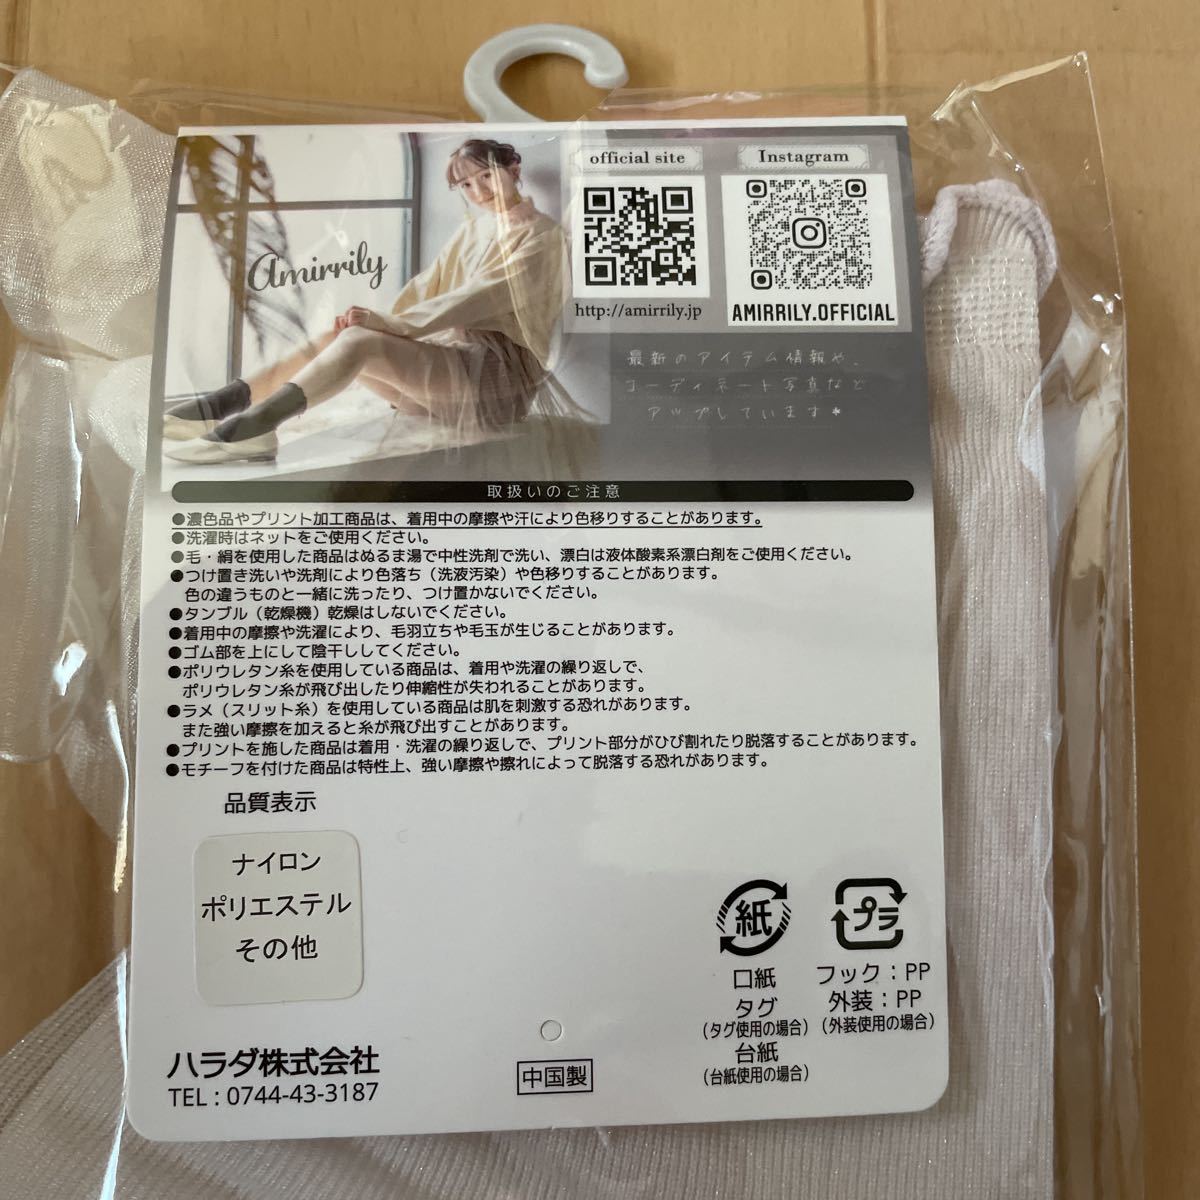 official site
Instagram
amirrily
http://amirrily.jp
AMIRRILY.OFFICIAL
最新のアイテム情報や、
コーディネート写真など
アップしています*
取扱いのご注意
●濃色品やプリント加工商品は、着用中の摩擦や汗により色移りすることがあります。
●洗濯時はネットをご使用ください。
●毛・絹を使用した商品はぬるま湯で中性洗剤で洗い、漂白は液体酸素系漂白剤をご使用ください。
●つけ置き洗いや洗剤により色落ち（洗液汚染）や色移りすることがあります。
色の違うものと一緒に洗ったり、つけ置かないでください。
●タンブル（乾燥機）乾燥はしないでください。
●着用中の摩擦や洗濯により、毛羽立ちや毛玉が生じることがあります。
●ゴム部を上にして陰干ししてください。
●ポリウレタン糸を使用している商品は、着用や洗濯の繰り返しで、
ポリウレタン糸が飛び出したり伸縮性が失われることがあります。
●ラメ（スリット糸）を使用している商品は肌を刺激する恐れがあります。
また強い摩擦を加えると糸が飛び出すことがあります。
●プリントを施した商品は着用・洗濯の繰り返しで、プリント部分がひび割れたり脱落することがあります。
●モチーフを付けた商品は特性上、強い摩擦や擦れによって脱落する恐れがあります。
品質表示
ナイロン
ポリエステル
その他
紙
プラ
口紙
タグ
（タグ使用の場合）
台紙
（台紙使用の場合）
フック：PP
外装：PP
（外装使用の場合）
ハラダ株式会社
TEL : 0744-43-3187
中国製